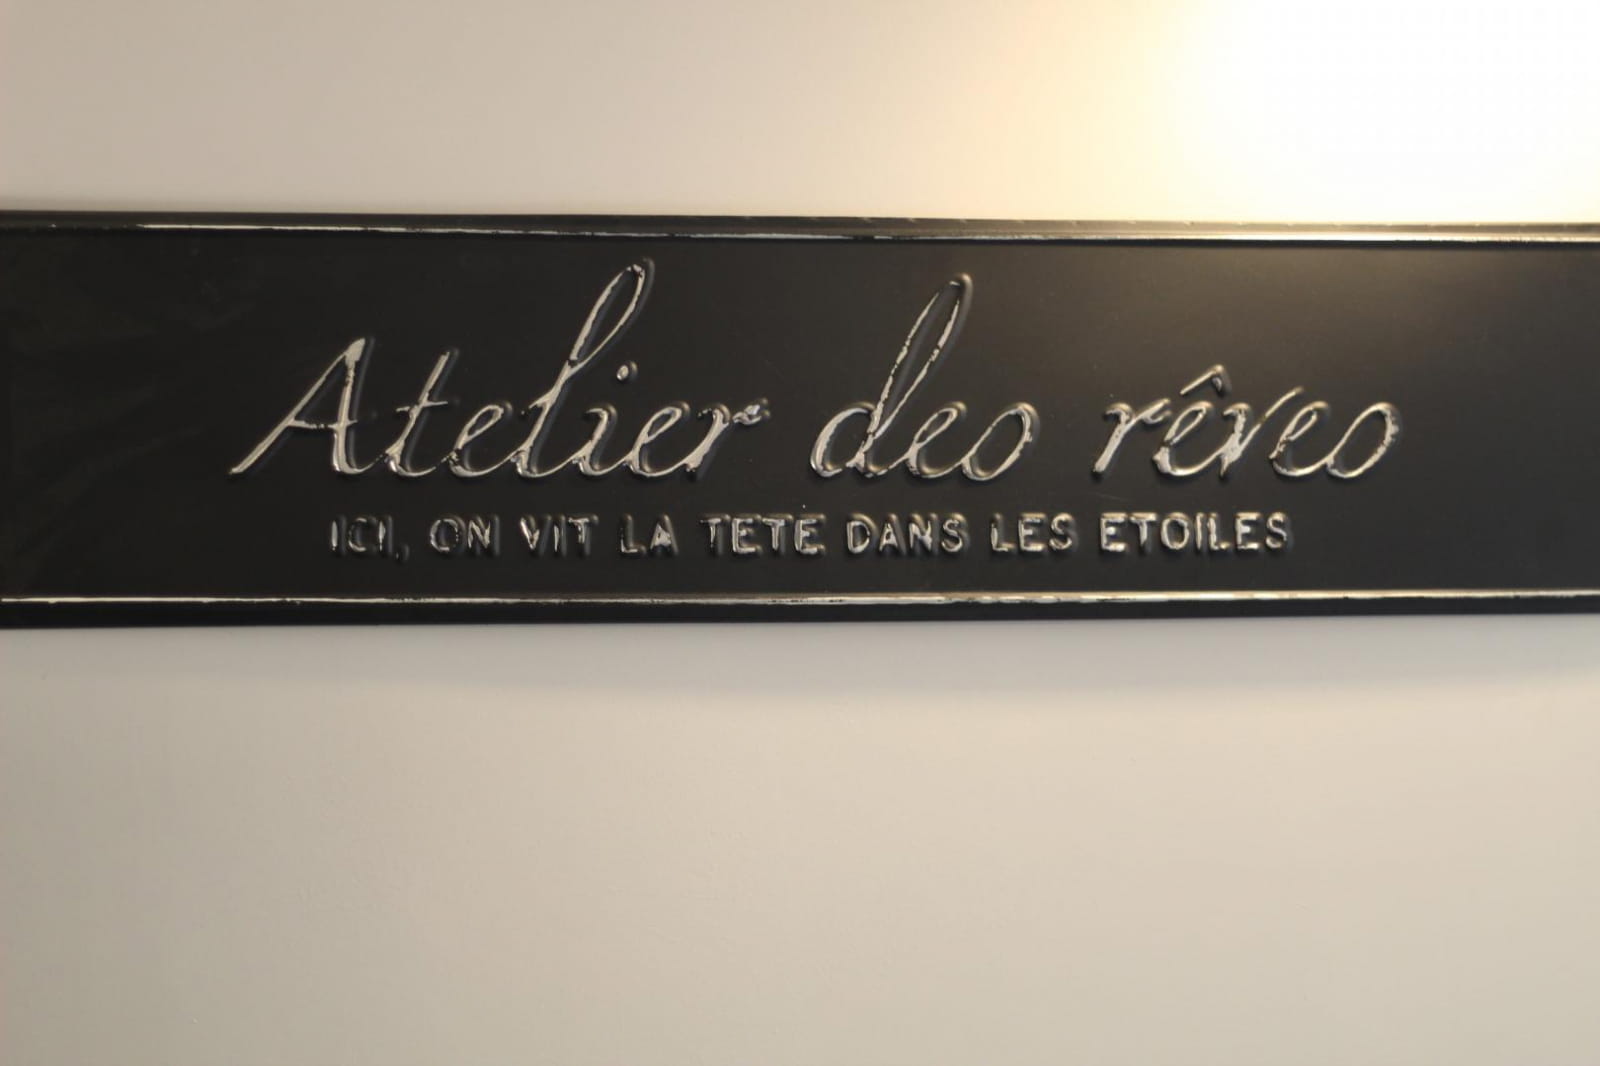 Atelier des rêves
ICI, ON VIT LA TETE DANS LES ETOILES